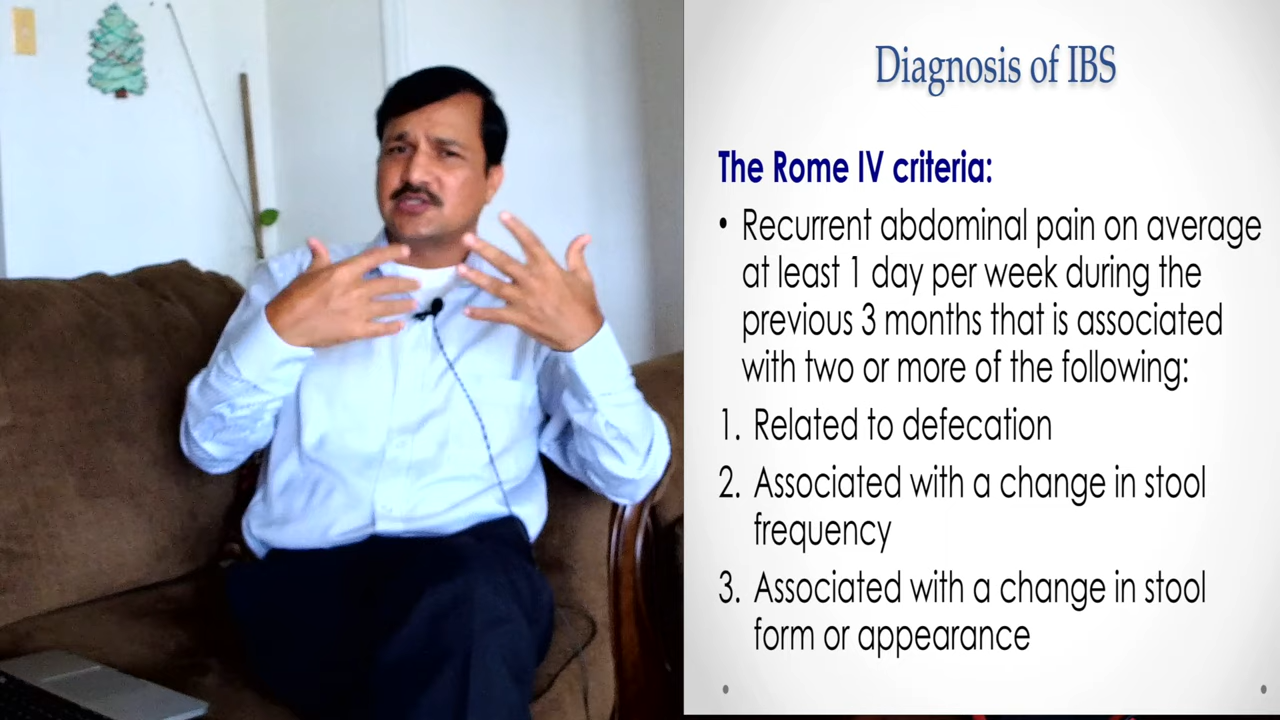 Diagnosis of IBS
The Rome IV criteria:
• Recurrent abdominal pain on average
at least 1 day per week during the
previous 3 months that is associated
with two or more of the following:
1. Related to defecation
2. Associated with a change in stool
frequency
3. Associated with a change in stool
form or appearance